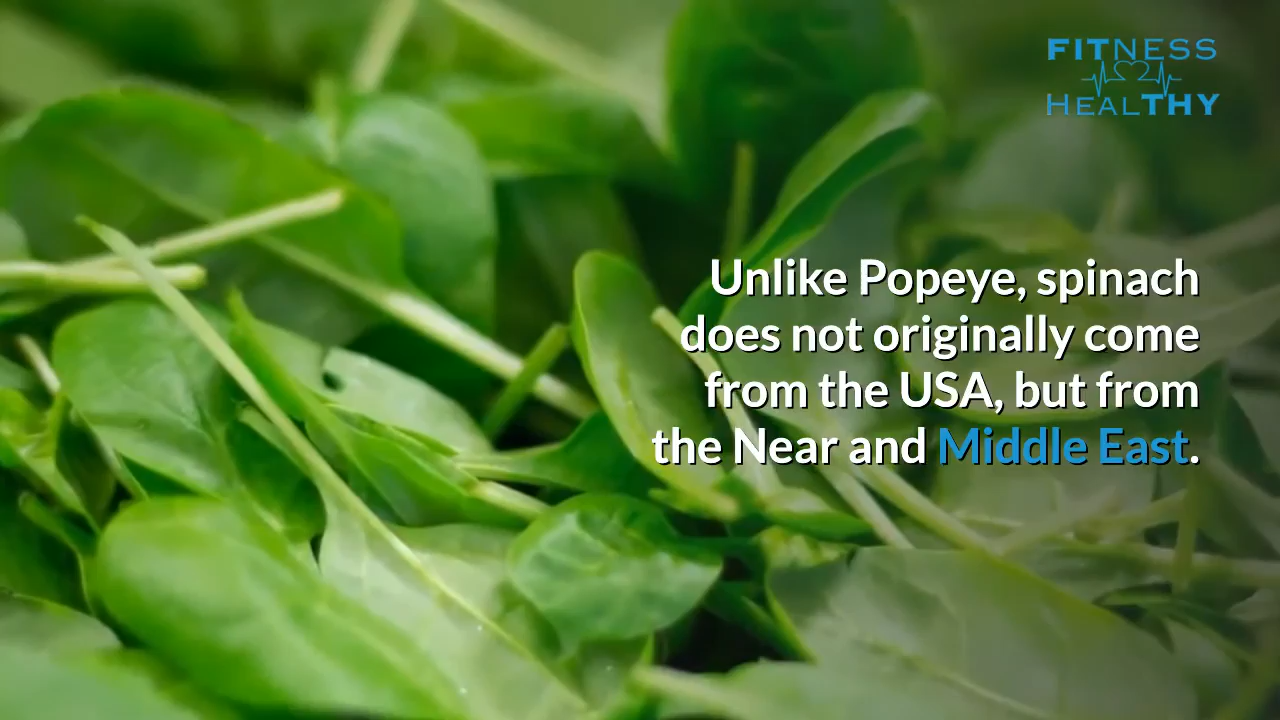 FITNESS
HEALTHY
Unlike Popeye, spinach
does not originally come
from the USA, but from
the Near and Middle East.